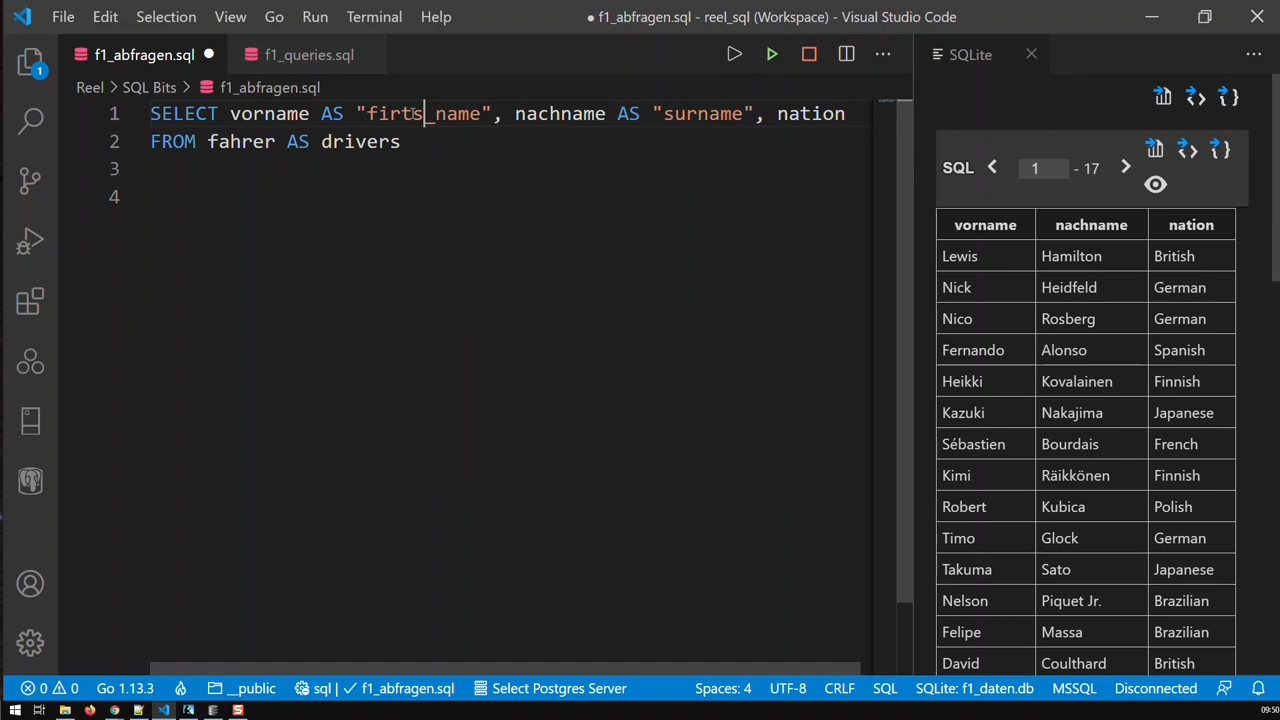 File Edit Selection View Go Run Terminal Help
● f1_abfragen.sql - reel_sql (Workspace) - Visual Studio Code
f1_abfragen.sql
f1_queries.sql
SQLite
Reel > SQL Bits > f1_abfragen.sql
1 SELECT vorname AS "firts_name", nachname AS "surname", nation
2 FROM fahrer AS drivers
3
4
1
SQL < 1 - 17 >
vorname nachname nation
Lewis Hamilton British
Nick Heidfeld German
Nico Rosberg German
Fernando Alonso Spanish
Heikki Kovalainen Finnish
Kazuki Nakajima Japanese
Sébastien Bourdais French
Kimi Räikkönen Finnish
Robert Kubica Polish
Timo Glock German
Takuma Sato Japanese
Nelson Piquet Jr. Brazilian
Felipe Massa Brazilian
David Coulthard British
0 0 Go 1.13.3 __public sql | ✓ f1_abfragen.sql Select Postgres Server Spaces: 4 UTF-8 CRLF SQL SQLite: f1_daten.db MSSQL Disconnected
09:50